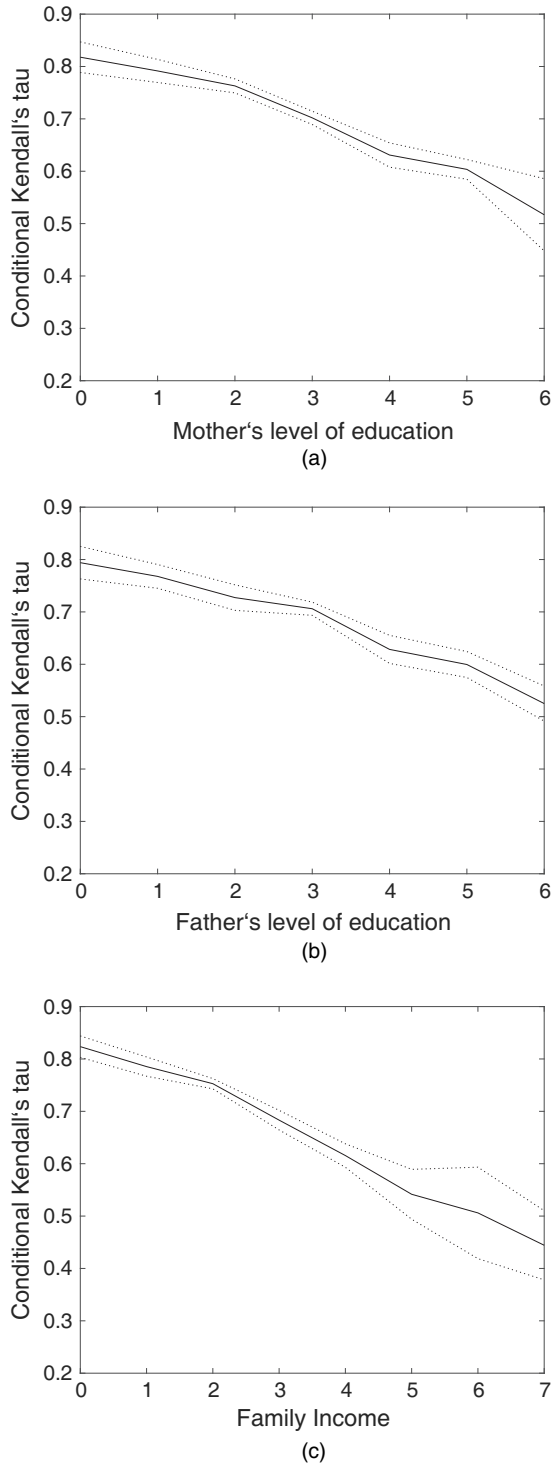 0.9
0.8
0.7
0.6
0.5
0.4
0.3
0.2
Conditional Kendall‘s tau
0 1 2 3 4 5 6
Mother‘s level of education
(a)
0.9
0.8
0.7
0.6
0.5
0.4
0.3
0.2
Conditional Kendall‘s tau
0 1 2 3 4 5 6
Father‘s level of education
(b)
0.9
0.8
0.7
0.6
0.5
0.4
0.3
0.2
Conditional Kendall‘s tau
0 1 2 3 4 5 6 7
Family Income
(c)